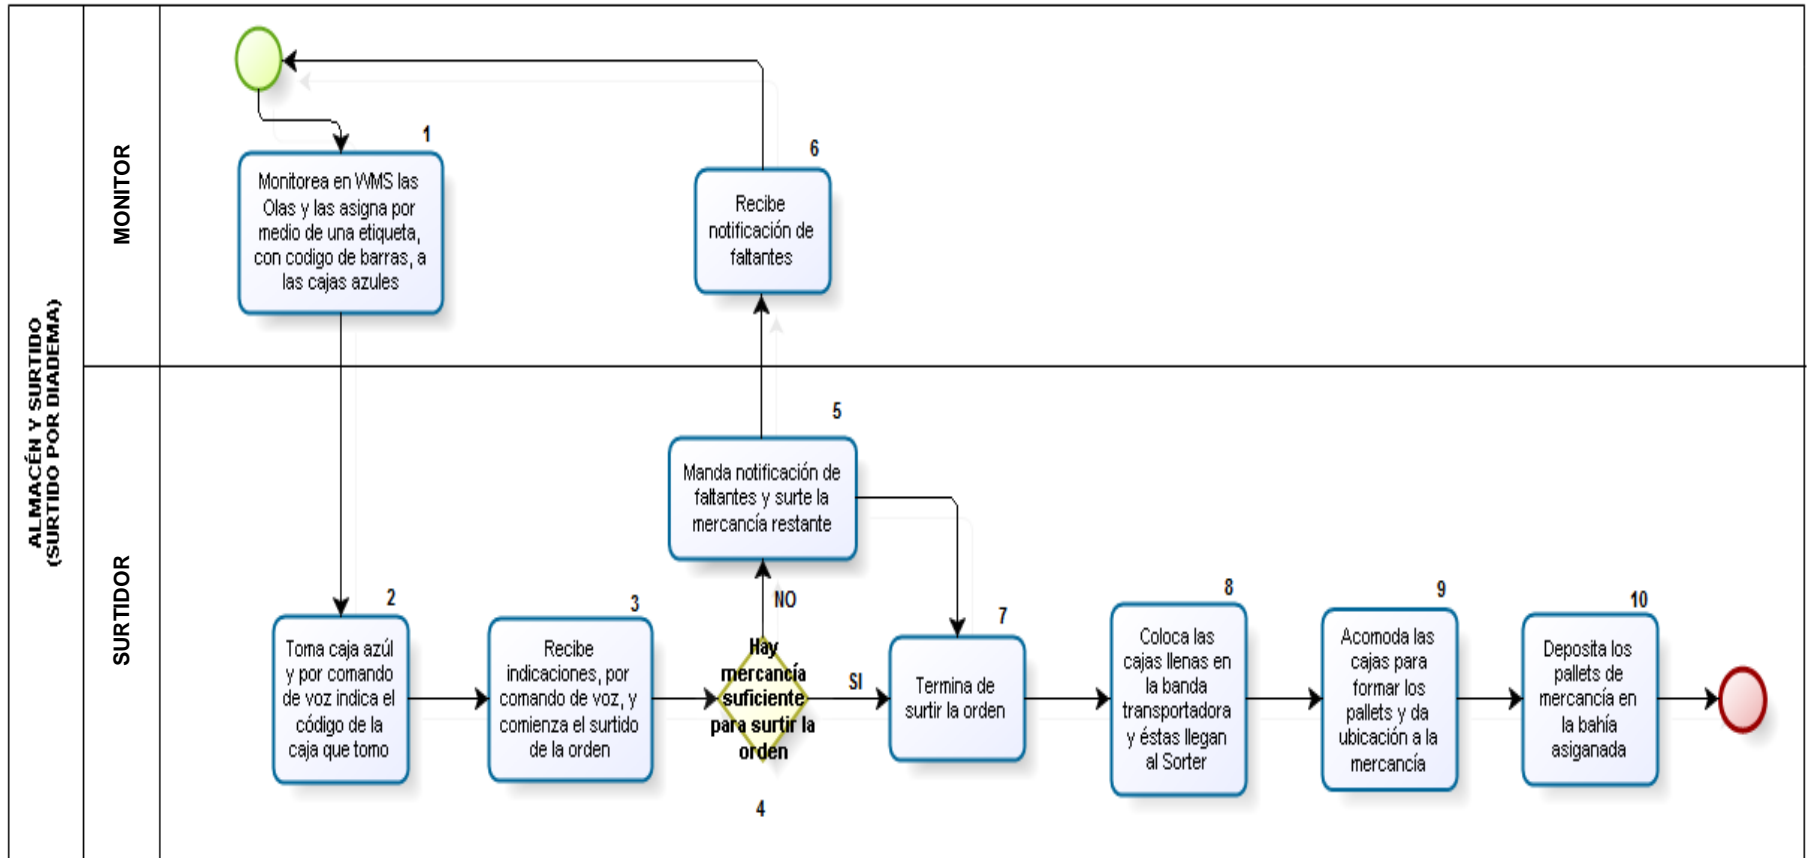 ALMACÉN Y SURTIDO
(SURTIDO POR DIADEMA)
MONITOR
1
Monitorea en WMS las
Olas y las asigna por
medio de una etiqueta,
con codigo de barras, a
las cajas azules
6
Recibe
notificación de
faltantes
SURTIDOR
5
Manda notificación de
faltantes y surte la
mercancía restante
2
Toma caja azúl
y por comando
de voz indica el
código de la
caja que tomo
3
Recibe
indicaciones, por
comando de voz, y
comienza el surtido
de la orden
NO
Hay
mercancía
suficiente
para surtir la
orden
4
SI
7
Termina de
surtir la orden
8
Coloca las
cajas llenas en
la banda
transportadora
y éstas llegan
al Sorter
9
Acomoda las
cajas para
formar los
pallets y da
ubicación a la
mercancía
10
Deposita los
pallets de
mercancía en
la bahía
asiganada